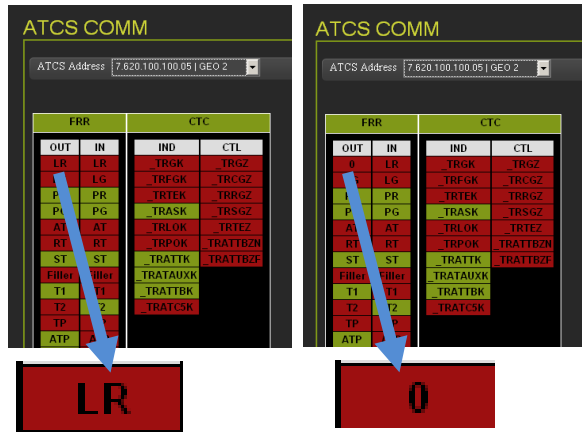 ATCS COMM
ATCS Address 7.620.100.100.05 | GEO 2
FRR CTC
OUT IN IND CTL
LR LR _TRGK _TRGZ
LG _TRFGK _TRCGZ
PR _TRTEK _TRRGZ
PG PG _TRASK _TRSGZ
AT AT _TRLOK _TRTEZ
RT RT _TRPOK _TRATTBZN
ST ST _TRATTK _TRATTBZF
Filler Filler _TRATAUXK
T1 T1 _TRATTBK
T2 T2 _TRATCSK
TP
ATP
LR
ATCS COMM
ATCS Address 7.620.100.100.05 | GEO 2
FRR CTC
OUT IN IND CTL
0 LR _TRGK _TRGZ
LG _TRFGK _TRCGZ
PR _TRTEK _TRRGZ
PG PG _TRASK _TRSGZ
AT AT _TRLOK _TRTEZ
RT RT _TRPOK _TRATTBZN
ST ST _TRATTK _TRATTBZF
Filler Filler _TRATAUXK
T1 T1 _TRATTBK
T2 T2 _TRATCSK
TP
ATP
0